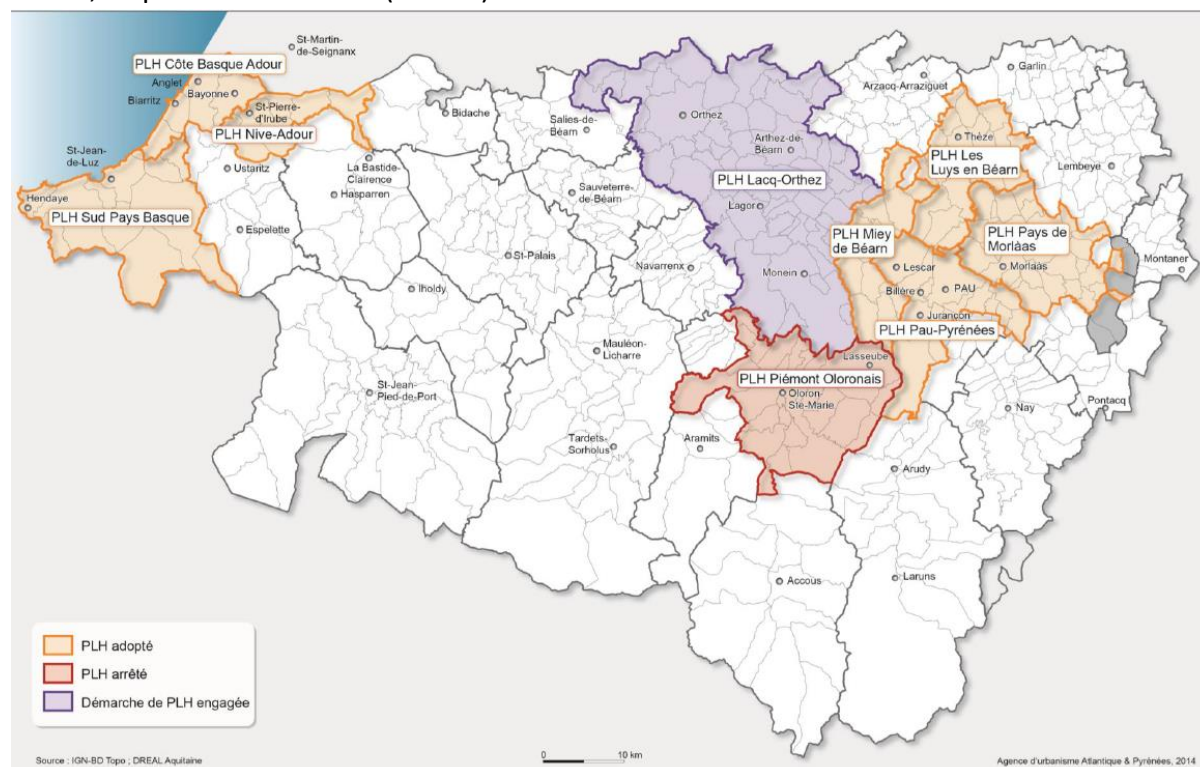 St-Martin-
de-Seignanx
PLH Côte Basque Adour
Anglet
Biarritz
Bayonne
St-Pierre-
d'Irube
PLH Nive-Adour
St-Jean-
de-Luz
Hendaye
PLH Sud Pays Basque
Ustaritz
Espelette
La Bastide-
Clairence
Hasparren
Bidache
Salies-de-
Béarn
Sauveterre-
de-Béarn
St-Palais
Iholdy
Navarrenx
Mauléon-
Licharre
St-Jean-
Pied-de-Port
Tardets-
Sorholus
Orthez
Arthez-de-
Béarn
PLH Lacq-Orthez
Lagor
Monein
Arzacq-Arraziguet
Garlin
Thèze
PLH Les
Luys en Béarn
Lembeye
PLH Miey
de Béarn
PLH Pays de
Morlàas
Morlaàs
Montaner
Lescar
Billère
PAU
Jurançon
PLH Pau-Pyrénées
Lasseube
PLH Piémont Oloronais
Oloron-
Ste-Marie
Aramits
Arudy
Nay
Pontacq
Accous
Laruns
PLH adopté
PLH arrêté
Démarche de PLH engagée
Source : IGN-BD Topo ; DREAL Aquitaine
0 10 km
Agence d'urbanisme Atlantique & Pyrénées, 2014